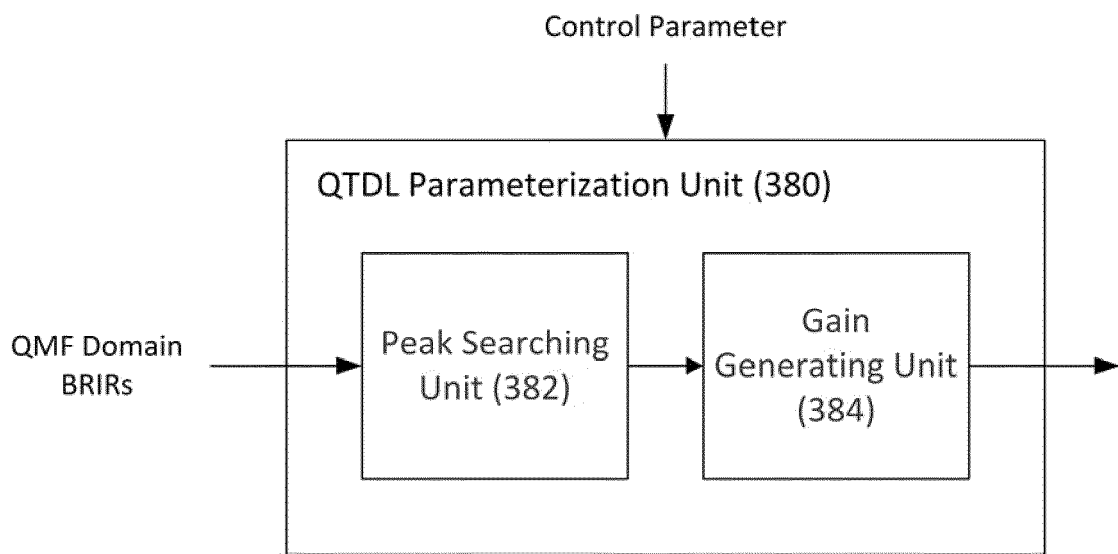 Control Parameter
QTDL Parameterization Unit (380)
QMF Domain
BRIRs
Peak Searching
Unit (382)
Gain
Generating Unit
(384)